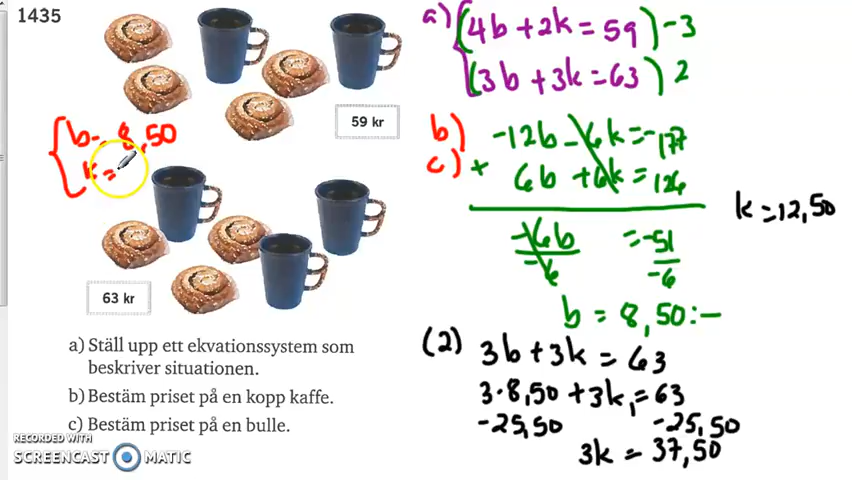 1435
59 kr
b= 8,50
k=
63 kr
a) Ställ upp ett ekvationssystem som
beskriver situationen.
b) Bestäm priset på en kopp kaffe.
c) Bestäm priset på en bulle.
RECORDED WITH
SCREENCAST MATIC
a) (4b+2k=59)-3
(3b+3k=63)2
b) -12b-6k=-177
c) + 6b+6k=126
-6b =-51
-6 -6
b = 8,50:-
k=12,50
(2) 3b+3k=63
3·8,50+3k=63
-25,50 -25,50
3k=37,50